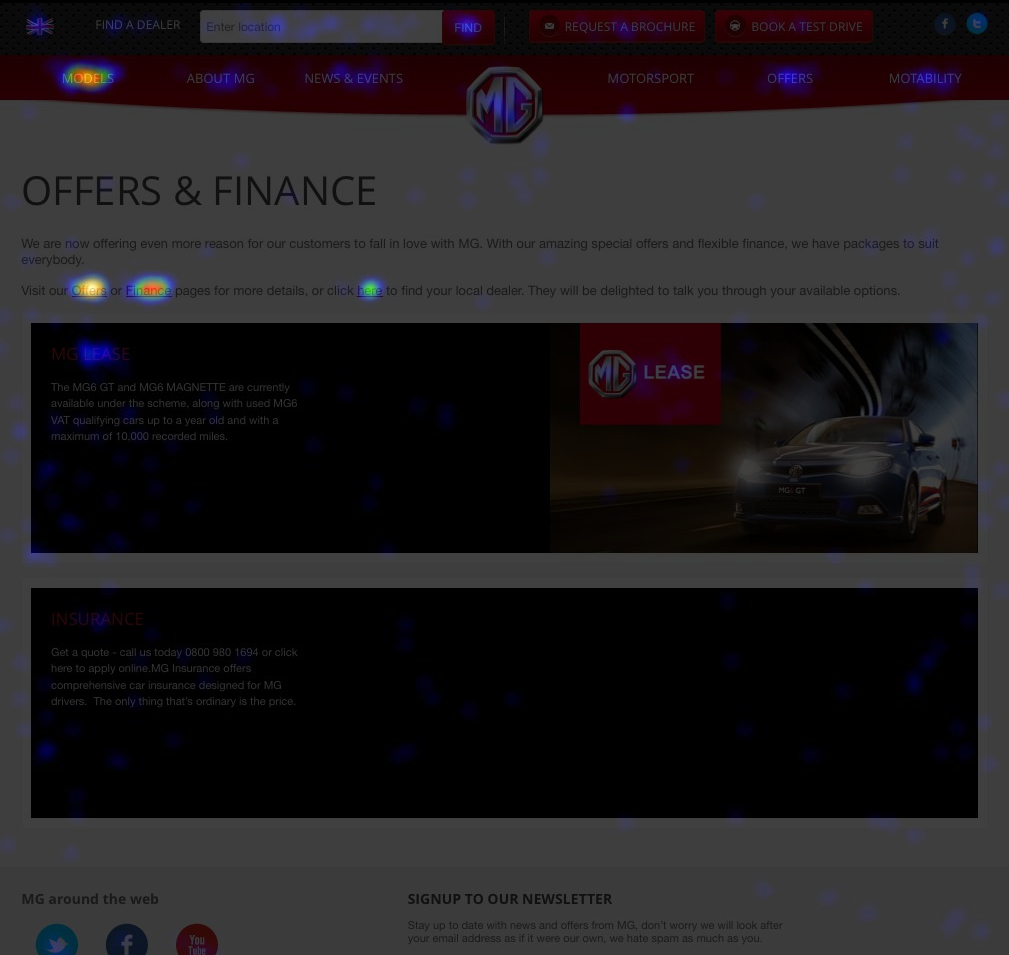 FIND A DEALER
Enter location
FIND
REQUEST A BROCHURE
BOOK A TEST DRIVE
MODELS
ABOUT MG
NEWS & EVENTS
MG
MOTORSPORT
OFFERS
MOTABILITY
OFFERS & FINANCE
We are now offering even more reason for our customers to fall in love with MG. With our amazing special offers and flexible finance, we have packages to suit
everybody.
Visit our Offers or Finance pages for more details, or click here to find your local dealer. They will be delighted to talk you through your available options.
MG LEASE
The MG6 GT and MG6 MAGNETTE are currently
available under the scheme, along with used MG6
VAT qualifying cars up to a year old and with a
maximum of 10,000 recorded miles.
MG LEASE
MG6 GT
INSURANCE
Get a quote - call us today 0800 980 1694 or click
here to apply online.MG Insurance offers
comprehensive car insurance designed for MG
drivers.  The only thing that's ordinary is the price.
MG around the web
You
Tube
SIGNUP TO OUR NEWSLETTER
Stay up to date with news and offers from MG, don't worry we will look after
your email address as if it were our own, we hate spam as much as you.